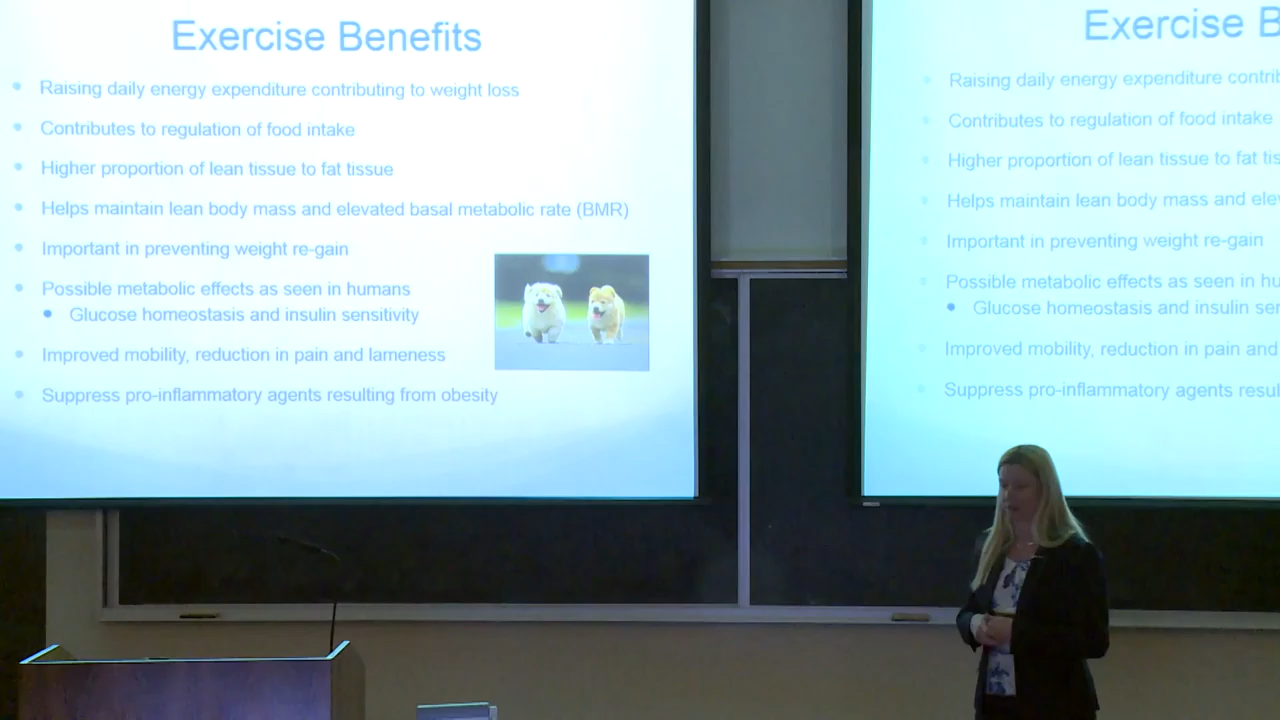 Exercise Benefits
Raising daily energy expenditure contributing to weight loss
Contributes to regulation of food intake
Higher proportion of lean tissue to fat tissue
Helps maintain lean body mass and elevated basal metabolic rate (BMR)
Important in preventing weight re-gain
Possible metabolic effects as seen in humans
Glucose homeostasis and insulin sensitivity
Improved mobility, reduction in pain and lameness
Suppress pro-inflammatory agents resulting from obesity
Exercise B
Raising daily energy expenditure contrib
Contributes to regulation of food intake
Higher proportion of lean tissue to fat tis
Helps maintain lean body mass and elev
Important in preventing weight re-gain
Possible metabolic effects as seen in hu
Glucose homeostasis and insulin ser
Improved mobility, reduction in pain and
Suppress pro-inflammatory agents resul